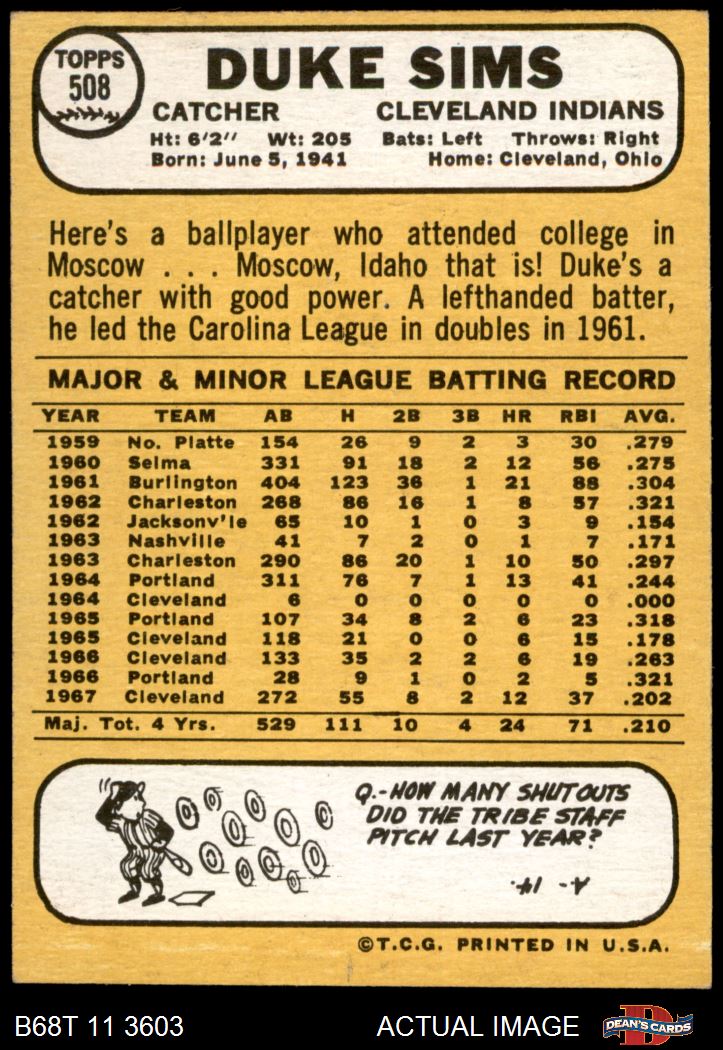 TOPPS
508
DUKE SIMS
CATCHER CLEVELAND INDIANS
Ht: 6'2" Wt: 205 Bats: Left Throws: Right
Born: June 5, 1941 Home: Cleveland, Ohio
Here's a ballplayer who attended college in
Moscow . . . Moscow, Idaho that is! Duke's a
catcher with good power. A lefthanded batter,
he led the Carolina League in doubles in 1961.
MAJOR & MINOR LEAGUE BATTING RECORD
YEAR TEAM AB H 2B 3B HR RBI AVG.
1959 No. Platte 154 26 9 2 3 30 .279
1960 Selma 331 91 18 2 12 56 .275
1961 Burlington 404 123 36 1 21 88 .304
1962 Charleston 268 86 16 1 8 57 .321
1962 Jacksonv'le 65 10 1 0 3 9 .154
1963 Nashville 41 7 2 0 1 7 .171
1963 Charleston 290 86 20 1 10 50 .297
1964 Portland 311 76 7 1 13 41 .244
1964 Cleveland 6 0 0 0 0 0 .000
1965 Portland 107 34 8 2 6 23 .318
1965 Cleveland 118 21 0 0 6 15 .178
1966 Cleveland 133 35 2 2 6 19 .263
1966 Portland 28 9 1 0 2 5 .321
1967 Cleveland 272 55 8 2 12 37 .202
Maj. Tot. 4 Yrs. 529 111 10 4 24 71 .210
Q.-HOW MANY SHUTOUTS
DID THE TRIBE STAFF
PITCH LAST YEAR?
A- 14.
©T.C.G. PRINTED IN U.S.A.
B68T 11 3603 ACTUAL IMAGE
D
DEAN'S CARDS